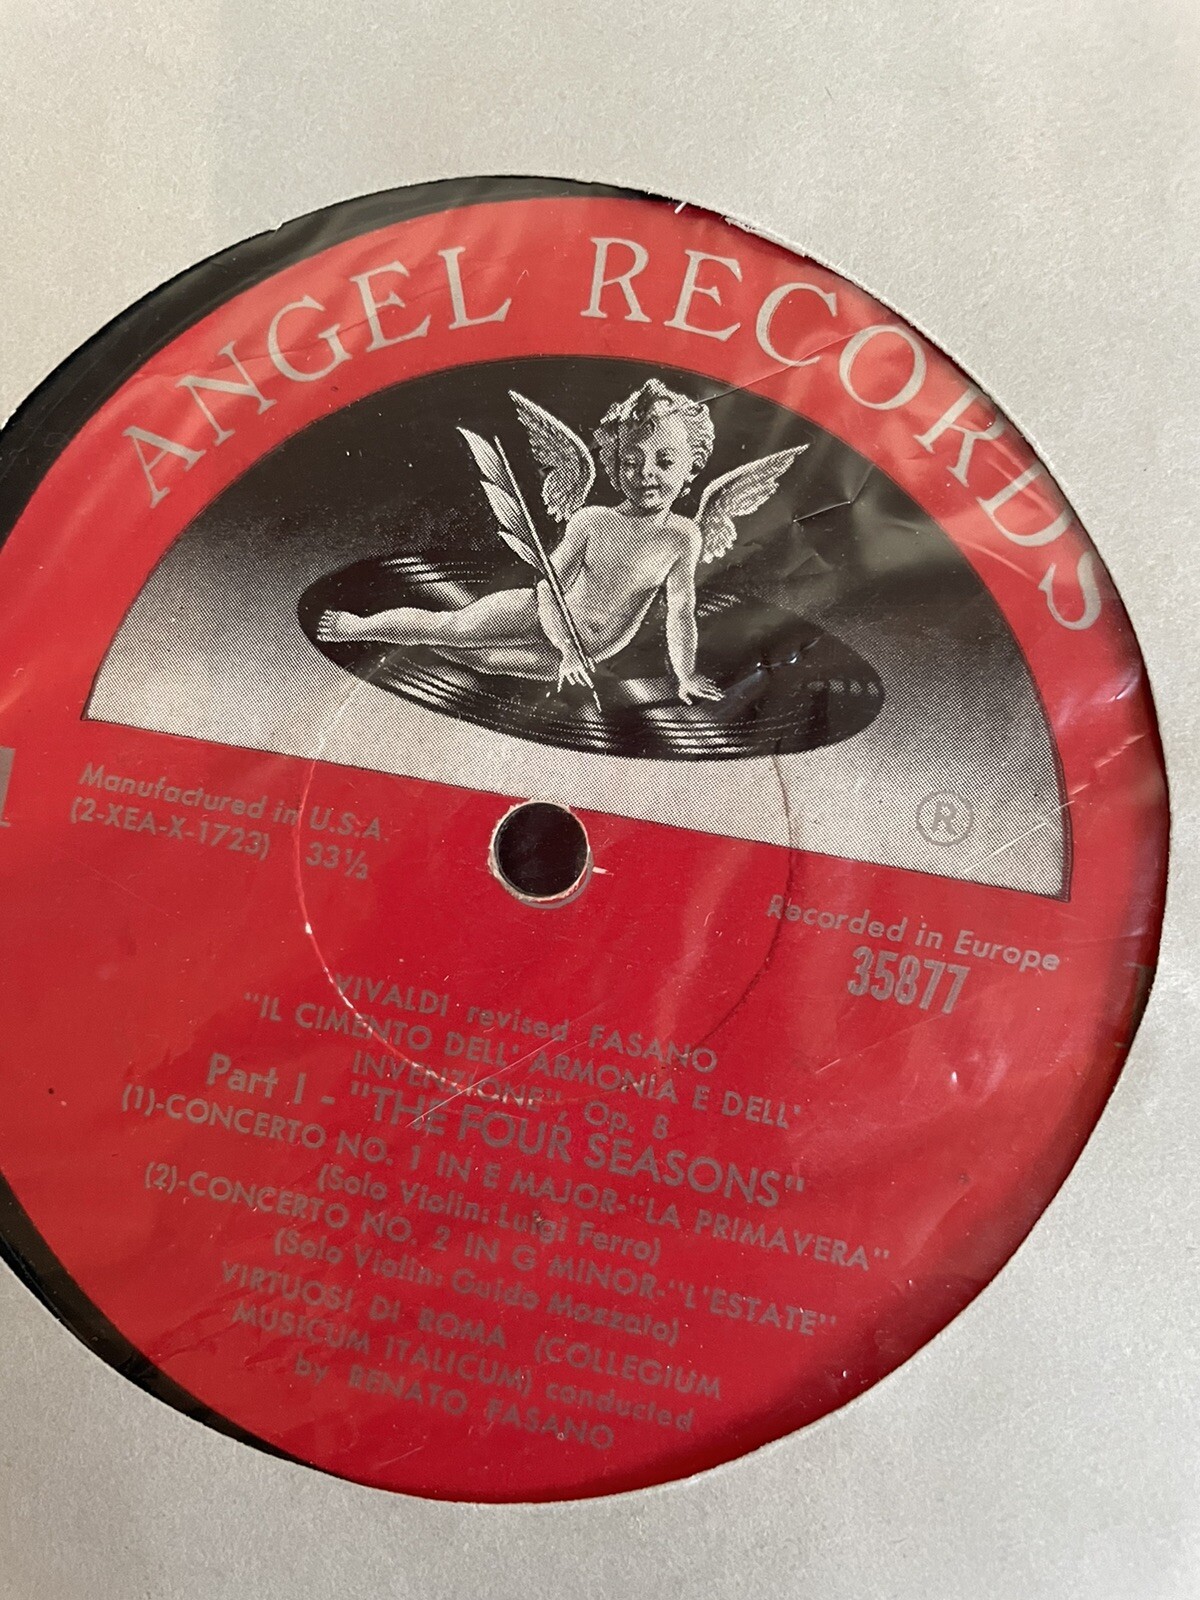 ANGEL RECORDS
®
Manufactured in U.S.A.
(2-XEA-X-1723) 33⅓
Recorded in Europe
35877
VIVALDI revised FASANO
"IL CIMENTO DELL' ARMONIA E DELL'
INVENZIONE", Op. 8
Part I - "THE FOUR SEASONS"
(1)-CONCERTO NO. 1 IN E MAJOR-"LA PRIMAVERA"
(Solo Violin: Luigi Ferro)
(2)-CONCERTO NO. 2 IN G MINOR-"L'ESTATE"
(Solo Violin: Guido Mozzato)
VIRTUOSI DI ROMA (COLLEGIUM
MUSICUM ITALICUM) conducted
by RENATO FASANO